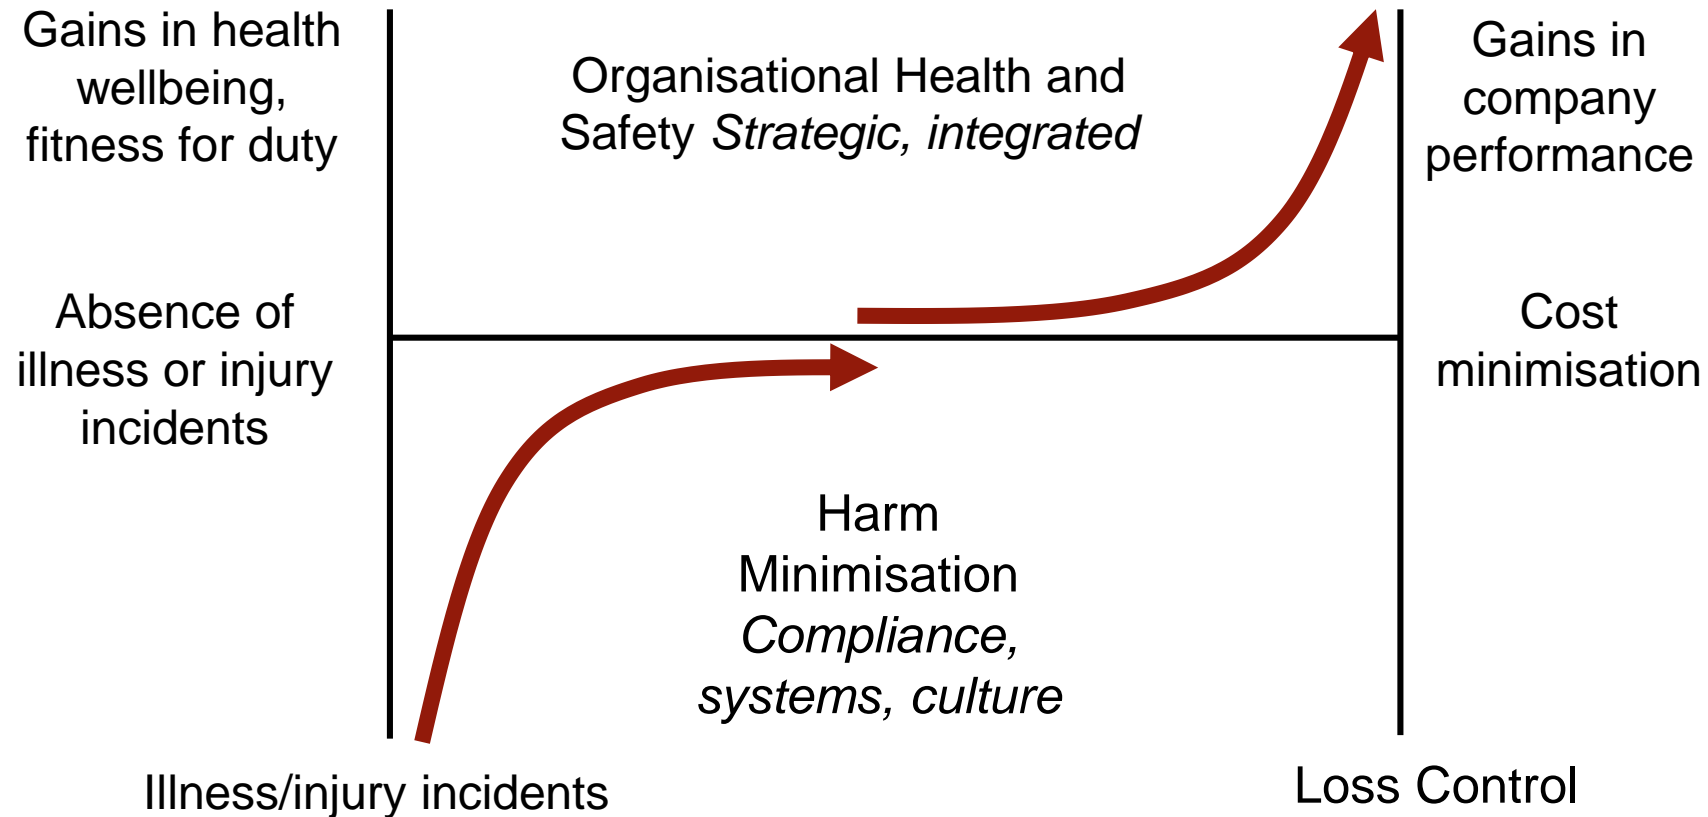 Gains in health
wellbeing,
fitness for duty
Organisational Health and
Safety Strategic, integrated
Gains in
company
performance
Absence of
illness or injury
incidents
Cost
minimisation
Harm
Minimisation
Compliance,
systems, culture
Illness/injury incidents
Loss Control